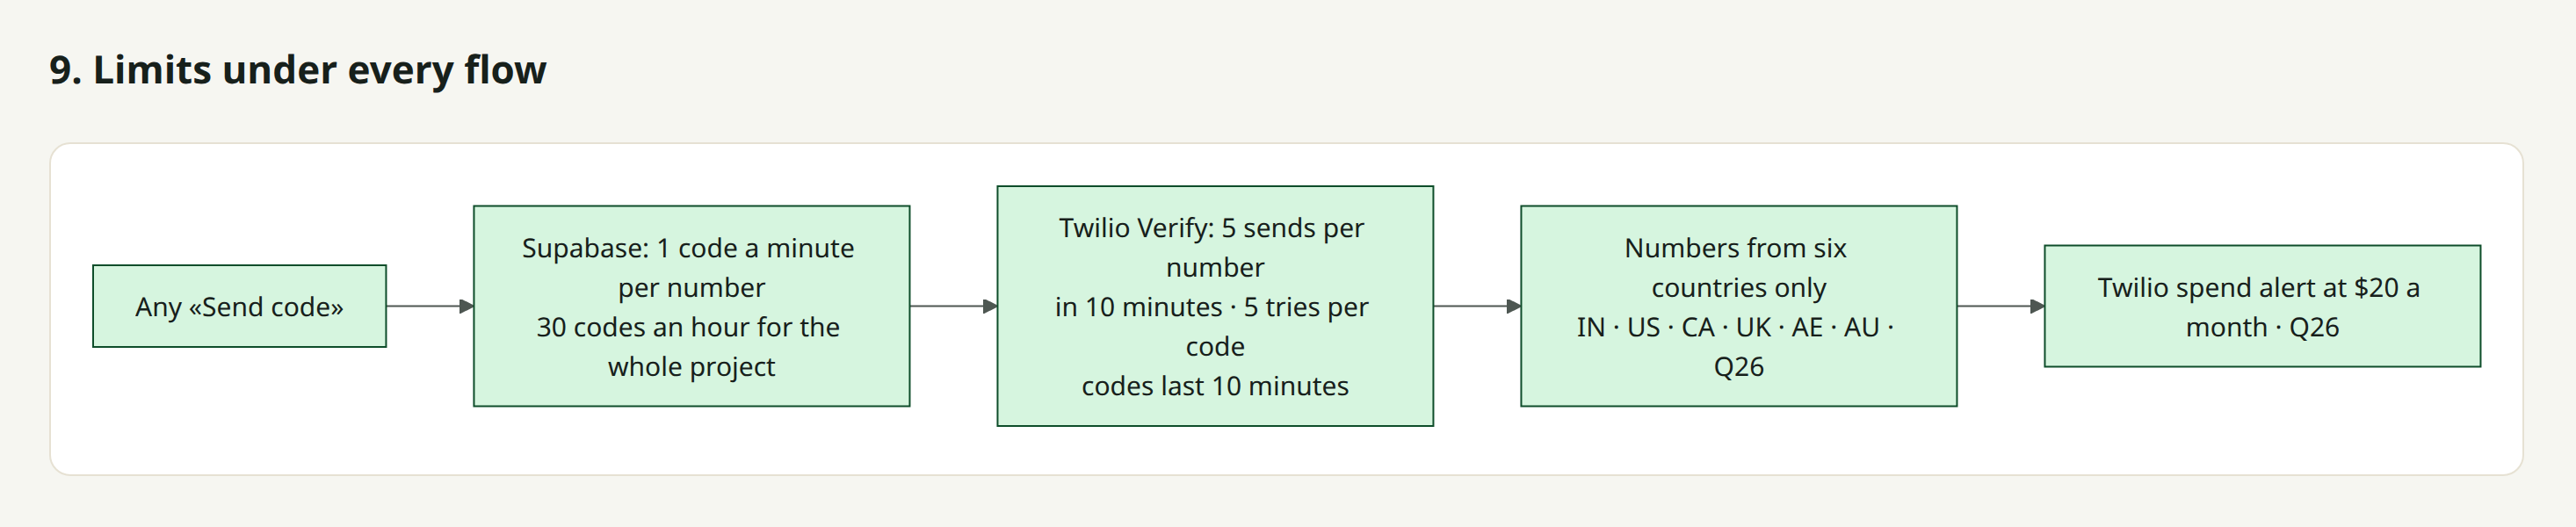 9. Limits under every flow
Any «Send code»
Supabase: 1 code a minute
per number
30 codes an hour for the
whole project
Twilio Verify: 5 sends per
number
in 10 minutes · 5 tries per
code
codes last 10 minutes
Numbers from six
countries only
IN · US · CA · UK · AE · AU ·
Q26
Twilio spend alert at $20 a
month · Q26